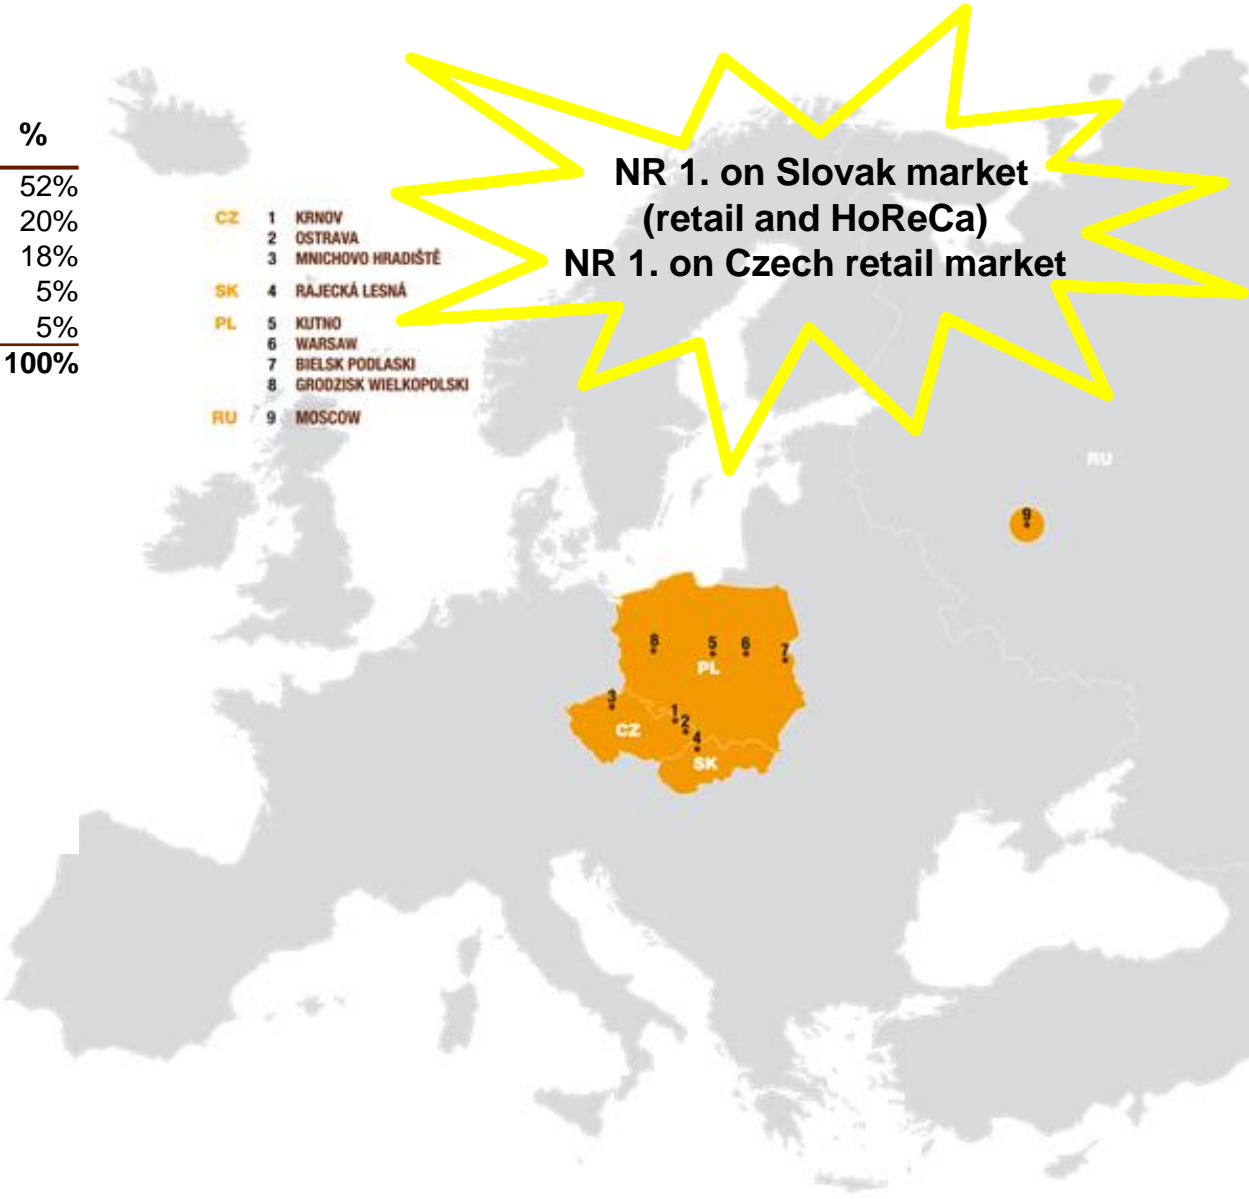 %
52%
20%
18%
5%
5%
100%
NR 1. on Slovak market
(retail and HoReCa)
NR 1. on Czech retail market
CZ 1 KRNOV
2 OSTRAVA
3 MNICHOVO HRADIŠTĚ
SK 4 RAJECKÁ LESNÁ
PL 5 KUTNO
6 WARSAW
7 BIELSK PODLASKI
8 GRODZISK WIELKOPOLSKI
RU 9 MOSCOW
RU
9
8 5 6 7
PL
3
1
2
CZ
4
SK